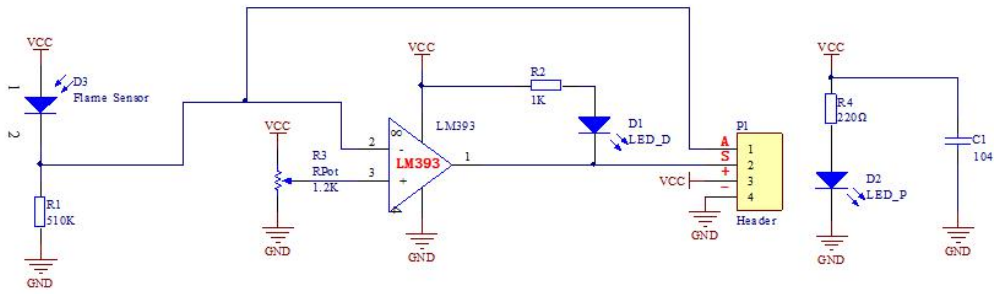 VCC
1
D3
Flame Sensor
2
R1
510K
GND
VCC
R3
RPot
1.2K
GND
VCC
LM393
8
2
-
LM393
3
+
4
1
GND
R2
1K
D1
LED_D
P1
A
1
S
2
VCC
+
3
-
4
GND
Header
VCC
R4
220Ω
D2
LED_P
GND
C1
104
GND